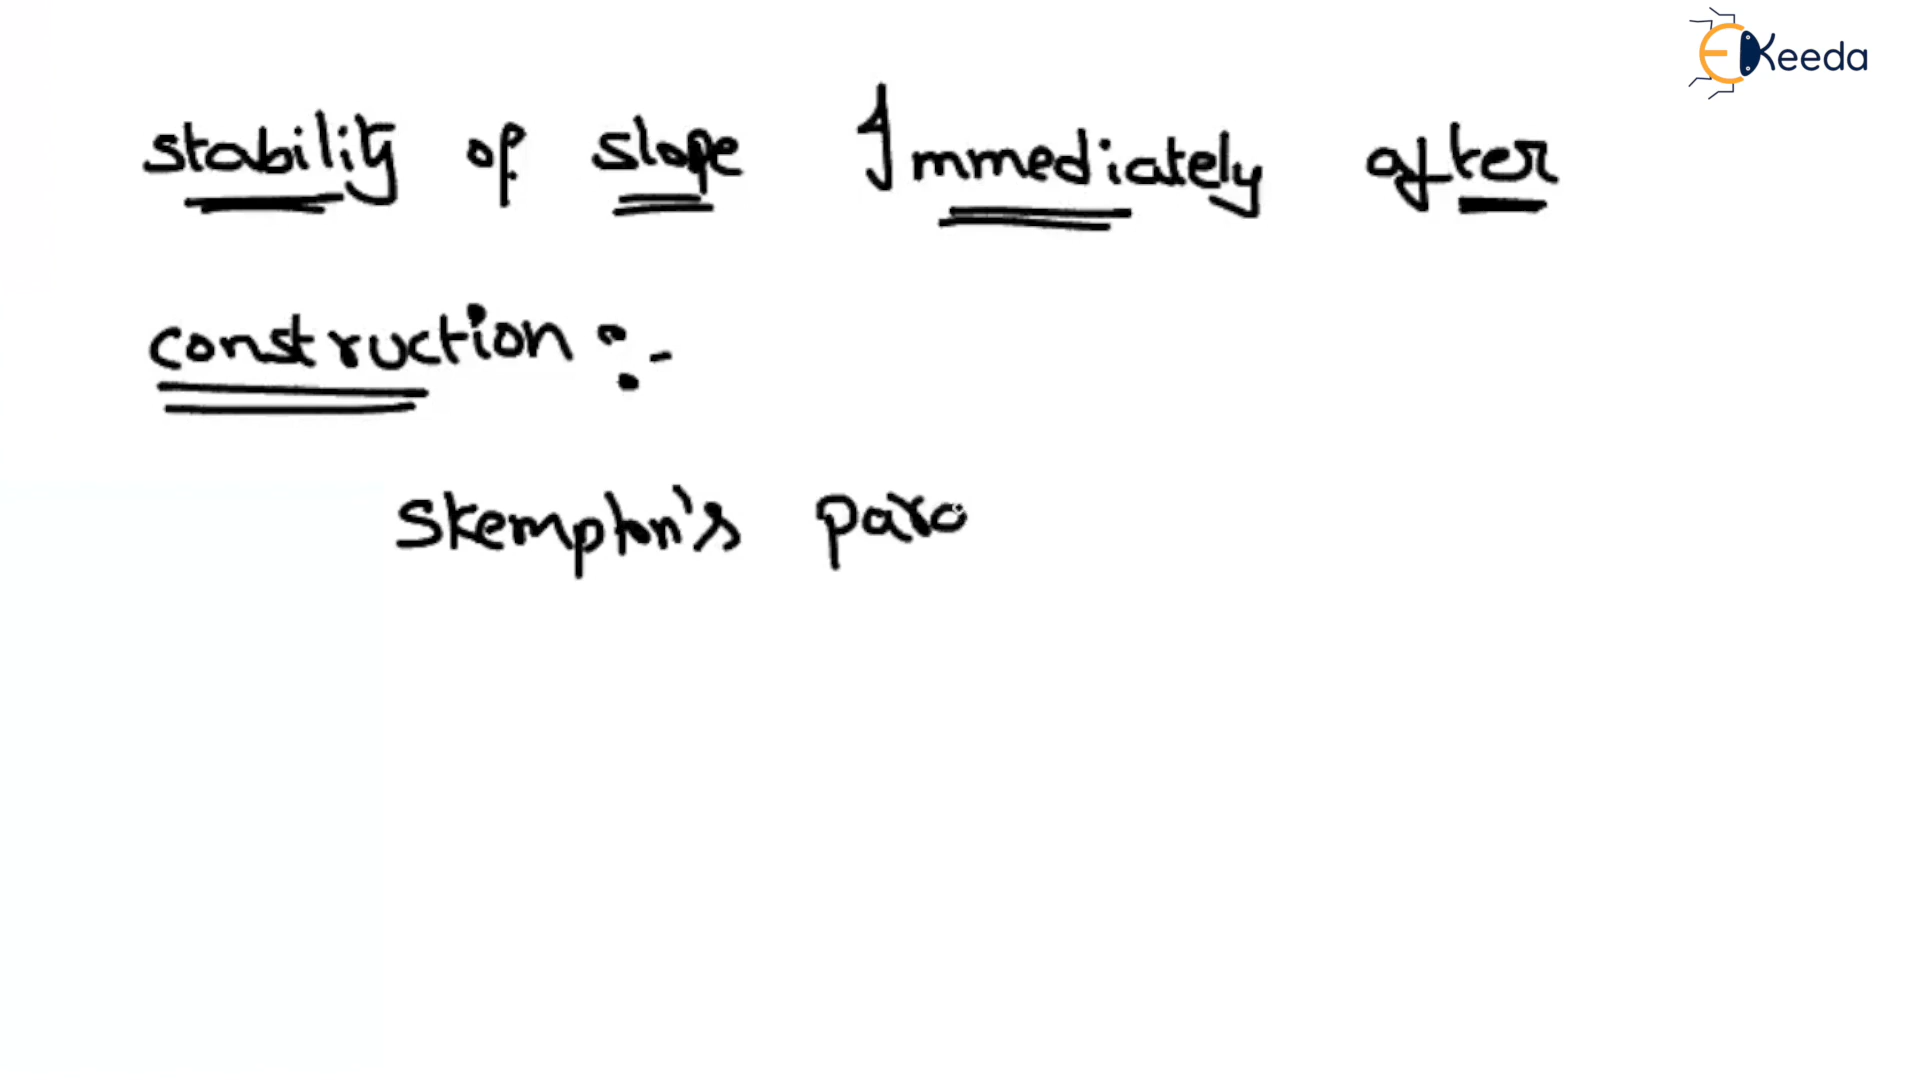 EKeeda
stability of slope Immediately after
construction :-
Skempton's para